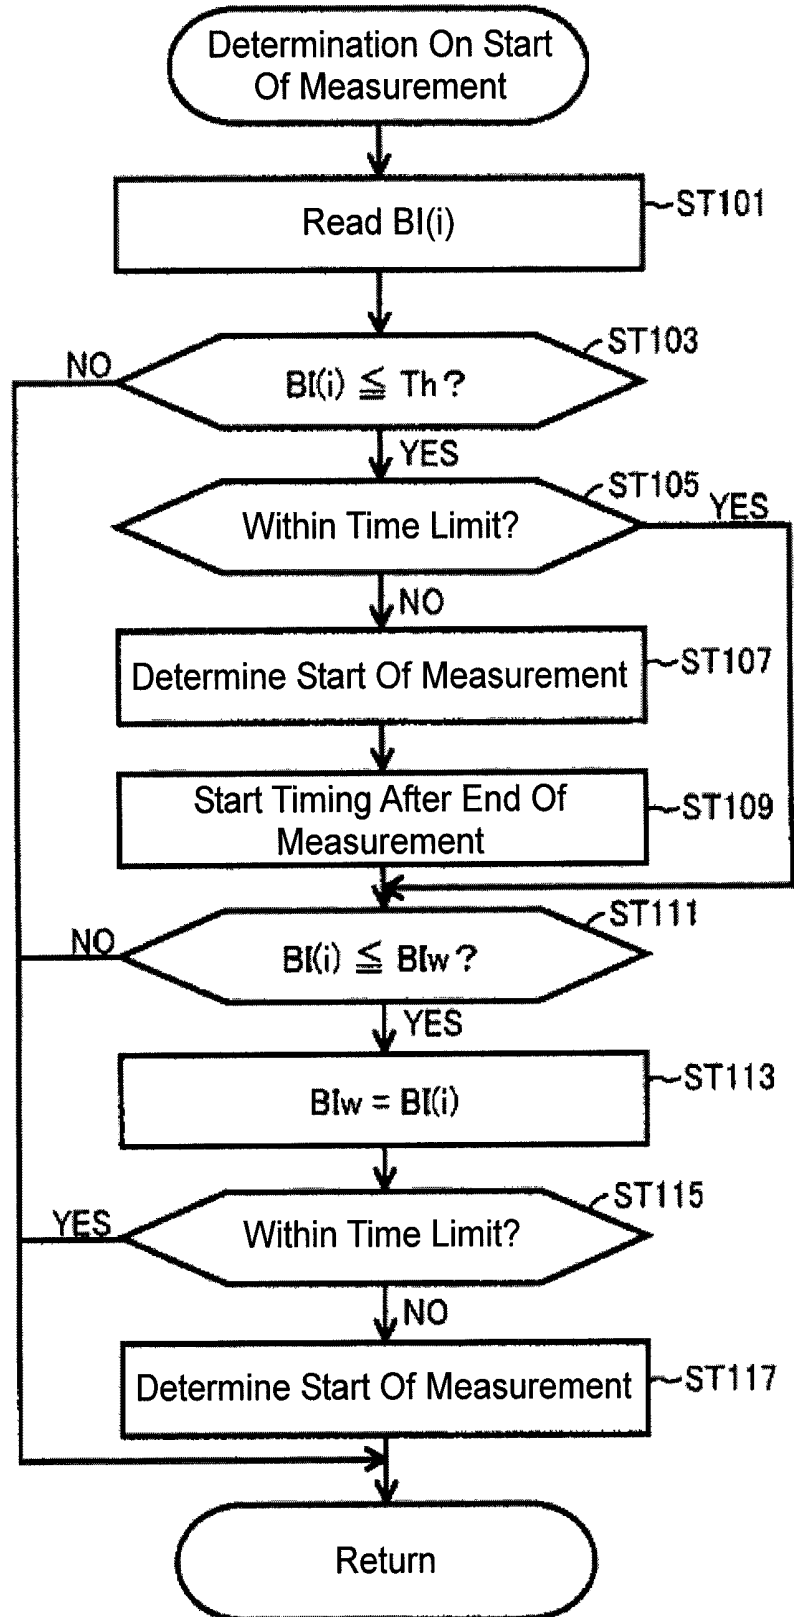 Determination On Start
Of Measurement
Read BI(i)
ST101
BI(i) ≦ Th?
ST103
NO
YES
Within Time Limit?
ST105
YES
NO
Determine Start Of Measurement
ST107
Start Timing After End Of
Measurement
ST109
BI(i) ≦ BIw?
ST111
NO
YES
BIw = BI(i)
ST113
Within Time Limit?
ST115
YES
NO
Determine Start Of Measurement
ST117
Return